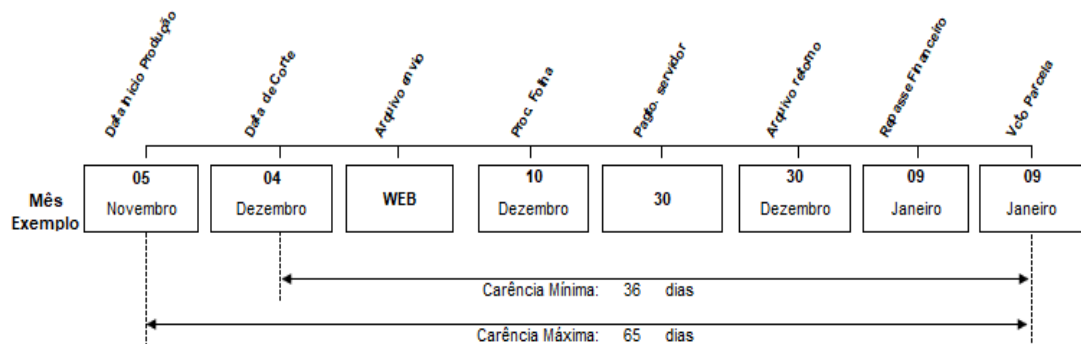 Data Inicio Produção
Data de Corte
Arquivo envio
Proc. Folha
Pagto. servidor
Arquivo retorno
Repasse Financeiro
Vcto Parcela
Mês
Exemplo
05
Novembro
04
Dezembro
WEB
10
Dezembro
30
30
Dezembro
09
Janeiro
09
Janeiro
Carência Mínima: 36 dias
Carência Máxima: 65 dias